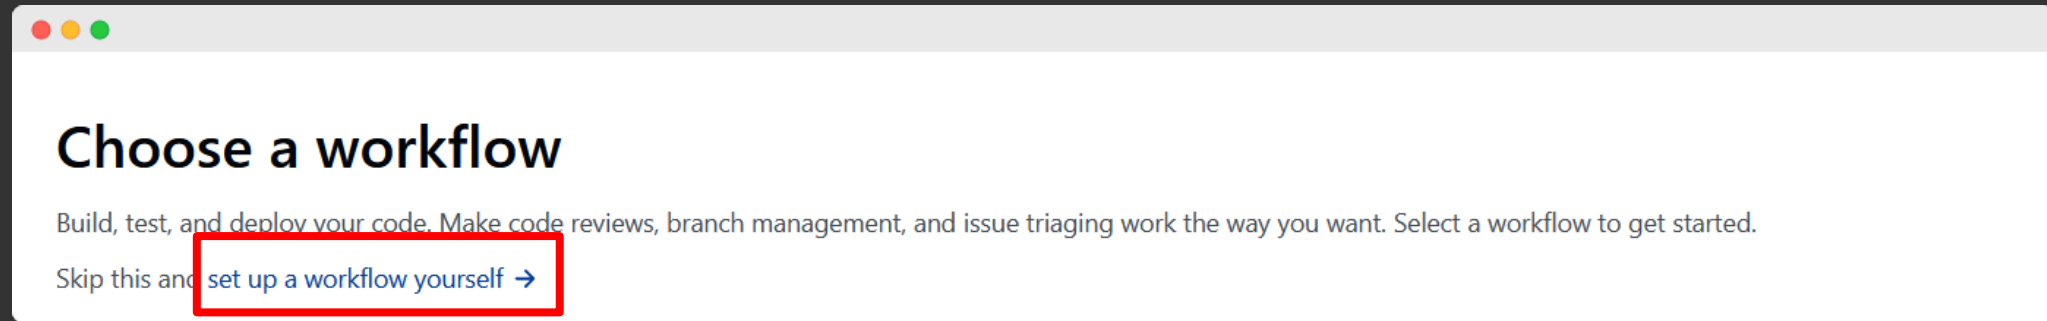 Choose a workflow
Build, test, and deploy your code. Make code reviews, branch management, and issue triaging work the way you want. Select a workflow to get started.
Skip this and set up a workflow yourself →